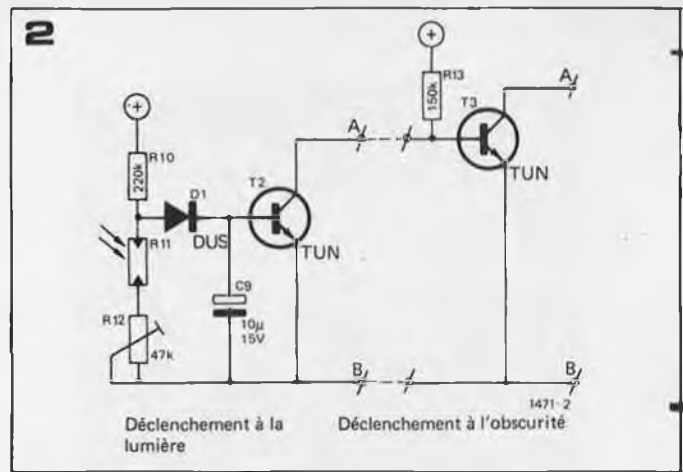 2
+
R10
220k
R11
R12
47k
D1
DUS
C9
10µ
15V
T2
TUN
A
B
+
R13
150k
T3
TUN
A
B
1471-2
Déclenchement à la
lumière
Déclenchement à l'obscurité